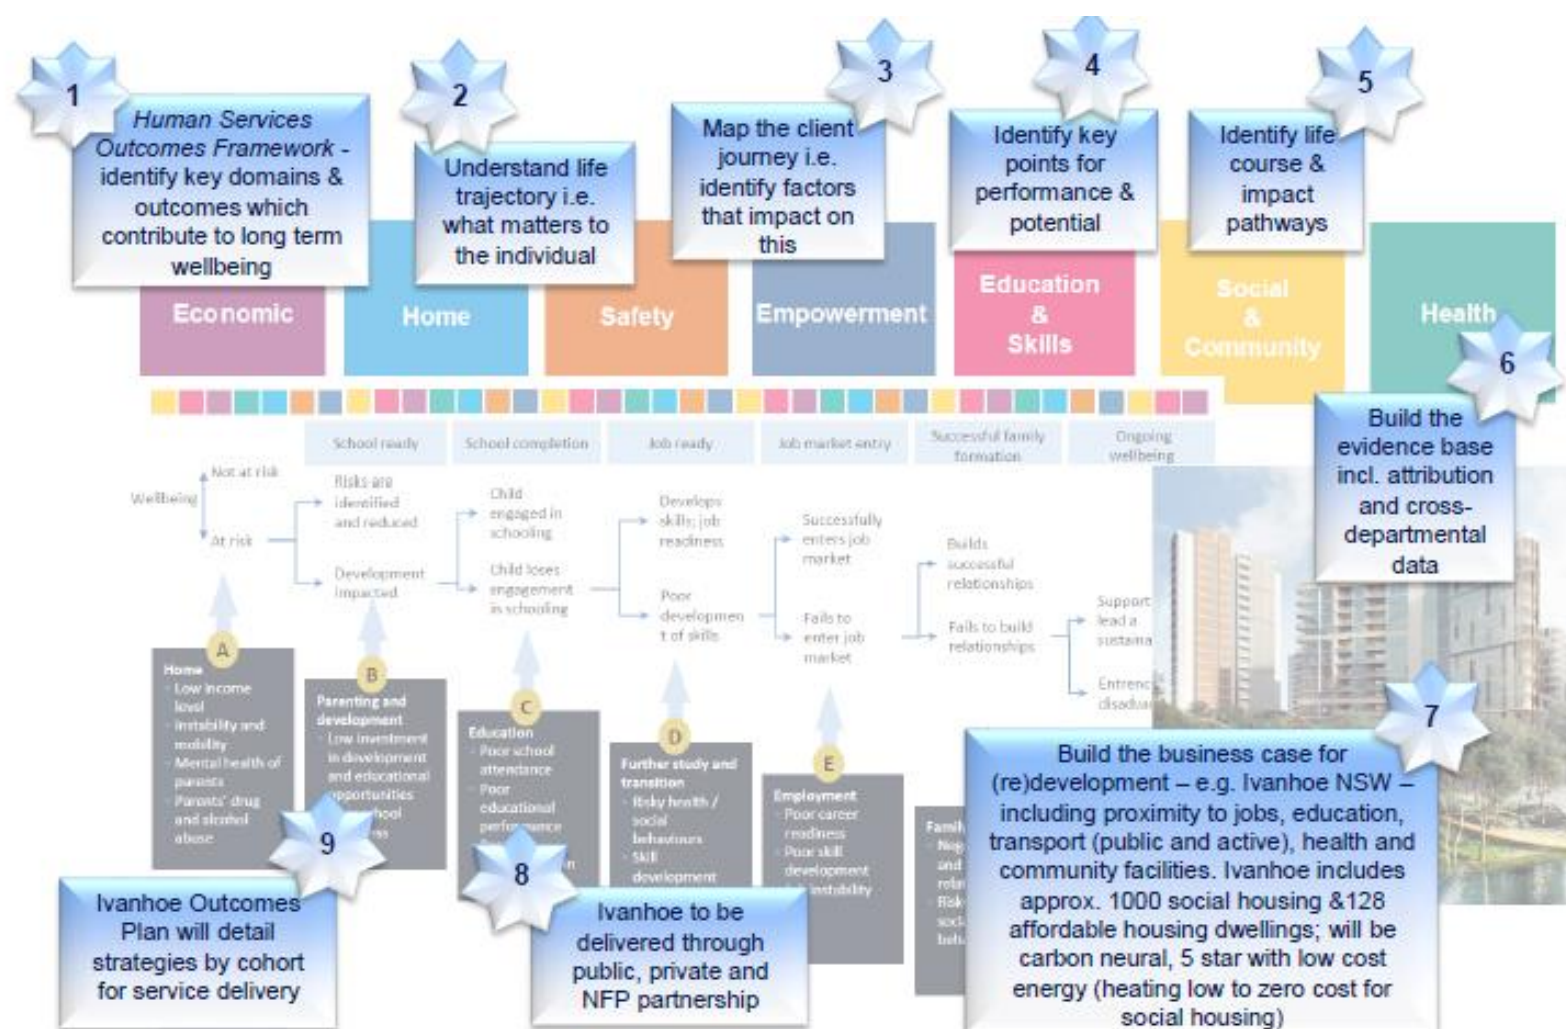 1
Human Services
Outcomes Framework -
identify key domains &
outcomes which
contribute to long term
wellbeing
2
Understand life
trajectory i.e.
what matters to
the individual
3
Map the client
journey i.e.
identify factors
that impact on
this
4
Identify key
points for
performance &
potential
5
Identify life
course &
impact
pathways
Economic
Home
Safety
Empowerment
Education
&
Skills
Social
&
Community
Health
6
Build the
evidence base
incl. attribution
and cross-
departmental
data
School ready
School completion
Job ready
Job market entry
Successful family
formation
Ongoing
wellbeing
Wellbeing
Not at risk
At risk
Risks are
identified
and reduced
Development
impacted
Child
engaged in
schooling
Child loses
engagement
in schooling
Develops
skills; job
readiness
Poor
developmen
t of skills
Successfully
enters job
market
Fails to
enter job
market
Builds
successful
relationships
Fails to build
relationships
Support
lead a
A
Home
- Low income
level
- Instability and
mobility
- Mental health of
parents
- Parents' drug
and alcohol
abuse
B
Parenting and
development
- Low investment
in development
and educational
opportunities
C
Education
- Poor school
attendance
- Poor
educational
performance
D
Further study and
transition
- Risky health /
social
behaviours
- Skill
development
E
Employment
- Poor career
readiness
- Poor skill
development
7
Build the business case for
(re)development – e.g. Ivanhoe NSW –
including proximity to jobs, education,
transport (public and active), health and
community facilities. Ivanhoe includes
approx. 1000 social housing &128
affordable housing dwellings; will be
carbon neural, 5 star with low cost
energy (heating low to zero cost for
social housing)
8
Ivanhoe to be
delivered through
public, private and
NFP partnership
9
Ivanhoe Outcomes
Plan will detail
strategies by cohort
for service delivery